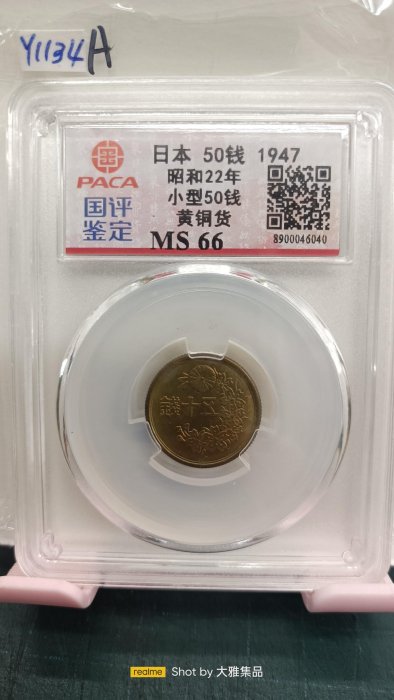 Y1134A
PACA
国评
鉴定
日本 50钱 1947
昭和22年
小型50钱
黄铜货
MS 66
8900046040
五十錢
realme Shot by 大雅集品